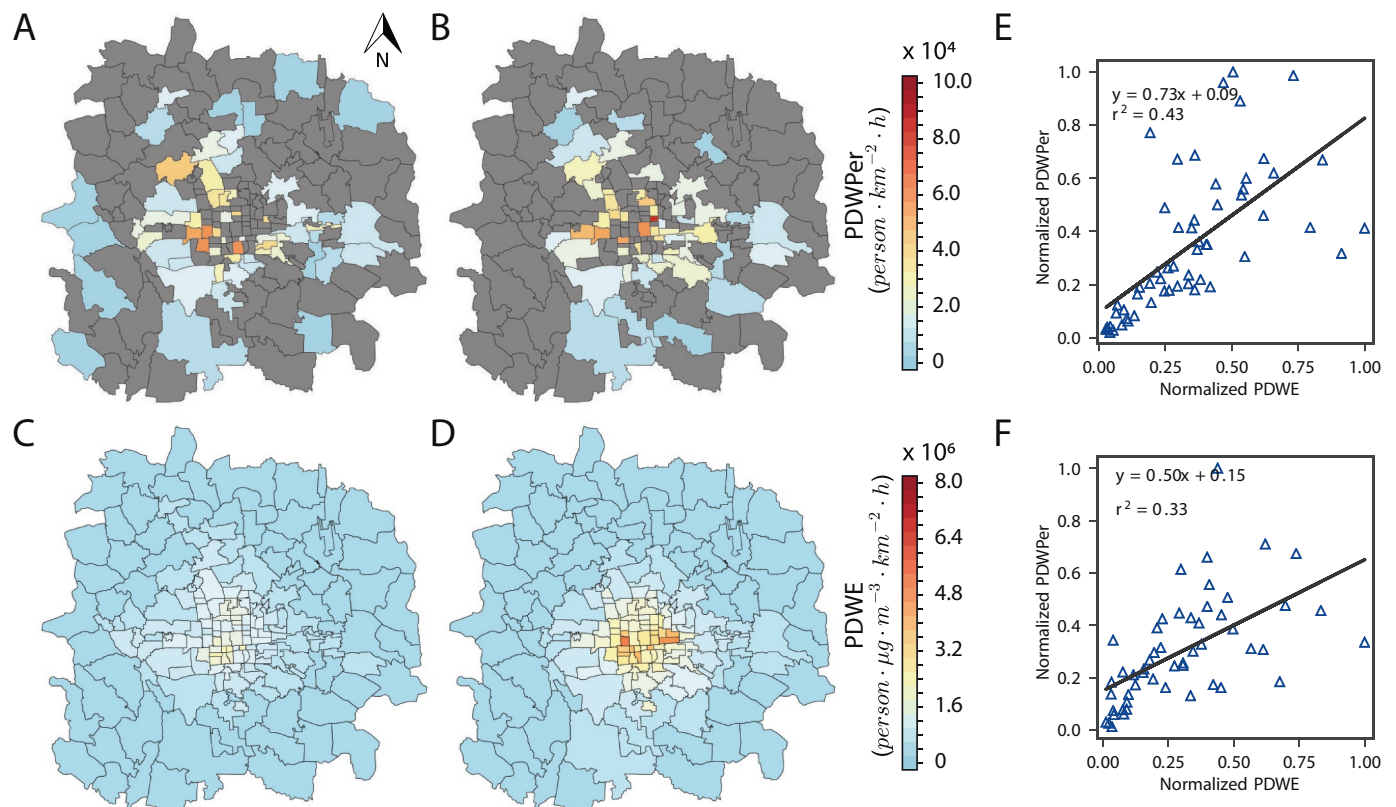 A
N
B
x 10⁴
10.0
8.0
6.0
4.0
2.0
0
PDWPer
(person · km⁻² · h)
E
y = 0.73x + 0.09
r² = 0.43
1.0
0.8
0.6
0.4
0.2
0.0
Normalized PDWPer
0.00 0.25 0.50 0.75 1.00
Normalized PDWE
C
D
x 10⁶
8.0
6.4
4.8
3.2
1.6
0
PDWE
(person · μg · m⁻³ · km⁻² · h)
F
y = 0.50x + 0.15
r² = 0.33
1.0
0.8
0.6
0.4
0.2
0.0
Normalized PDWPer
0.00 0.25 0.50 0.75 1.00
Normalized PDWE